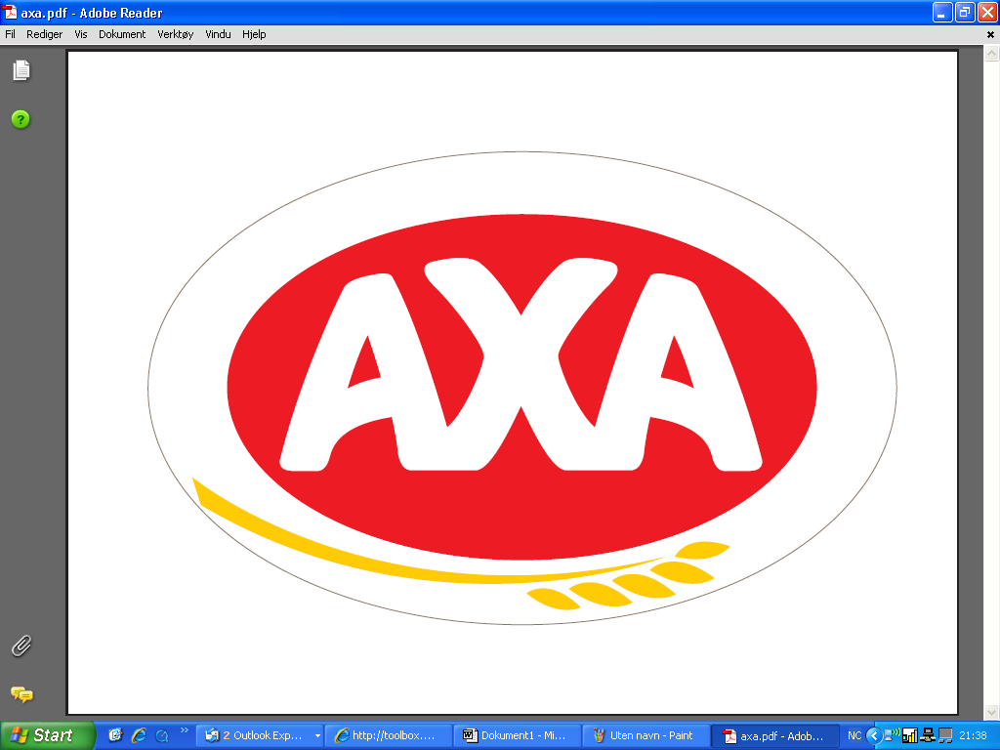 axa.pdf - Adobe Reader
Fil Rediger Vis Dokument Verktøy Vindu Hjelp
AXA
Start
2 Outlook Exp...
http://toolbox....
Dokument1 - Mi...
Uten navn - Paint
axa.pdf - Adob...
NC
21:38